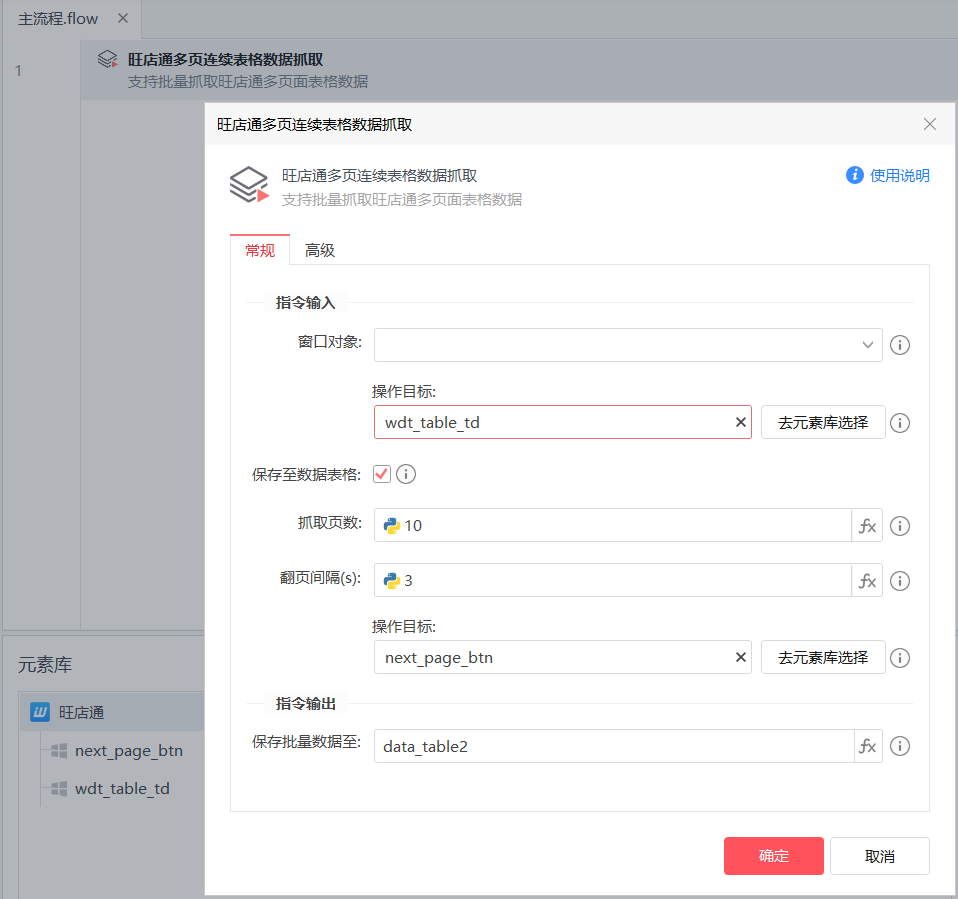 主流程.flow
1
旺店通多页连续表格数据抓取
支持批量抓取旺店通多页面表格数据
旺店通多页连续表格数据抓取
旺店通多页连续表格数据抓取
支持批量抓取旺店通多页面表格数据
使用说明
常规 高级
指令输入
窗口对象:
操作目标:
wdt_table_td 去元素库选择
保存至数据表格:
抓取页数: 10 fx
翻页间隔(s): 3 fx
操作目标:
next_page_btn 去元素库选择
指令输出
保存批量数据至: data_table2 fx
确定 取消
元素库
旺店通
next_page_btn
wdt_table_td